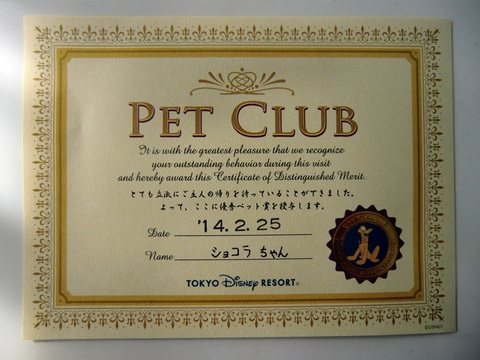 PET CLUB
It is with the greatest pleasure that we recognize
your outstanding behavior during this visit
and hereby award this Certificate of Distinguished Merit.
とても立派にご主人の帰りを待っていることができました。
よって、ここに優秀ペット賞を授与します。
Date '14.2.25
Name ショコラ ちゃん
TOKYO Disney RESORT®
©DISNEY